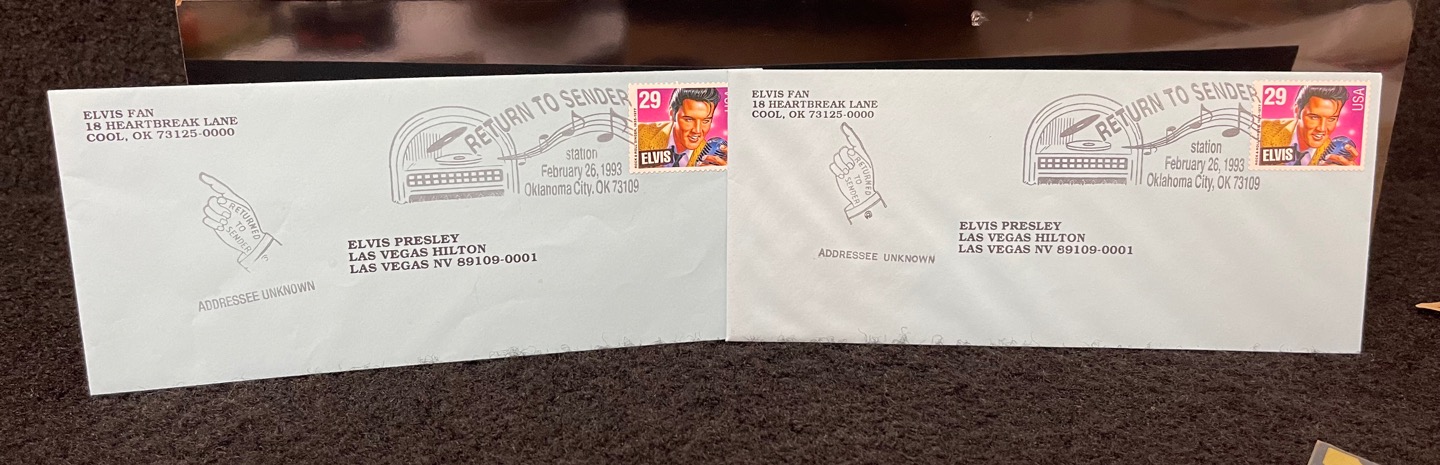 ELVIS FAN
18 HEARTBREAK LANE
COOL, OK 73125-0000
RETURN TO SENDER
station
February 26, 1993
Oklahoma City, OK 73109
29
USA
ELVIS
RETURNED
TO
SENDER
ADDRESSEE UNKNOWN
ELVIS PRESLEY
LAS VEGAS HILTON
LAS VEGAS NV 89109-0001
ELVIS FAN
18 HEARTBREAK LANE
COOL, OK 73125-0000
RETURN TO SENDER
station
February 26, 1993
Oklahoma City, OK 73109
29
USA
ELVIS
RETURNED
TO
SENDER
ADDRESSEE UNKNOWN
ELVIS PRESLEY
LAS VEGAS HILTON
LAS VEGAS NV 89109-0001